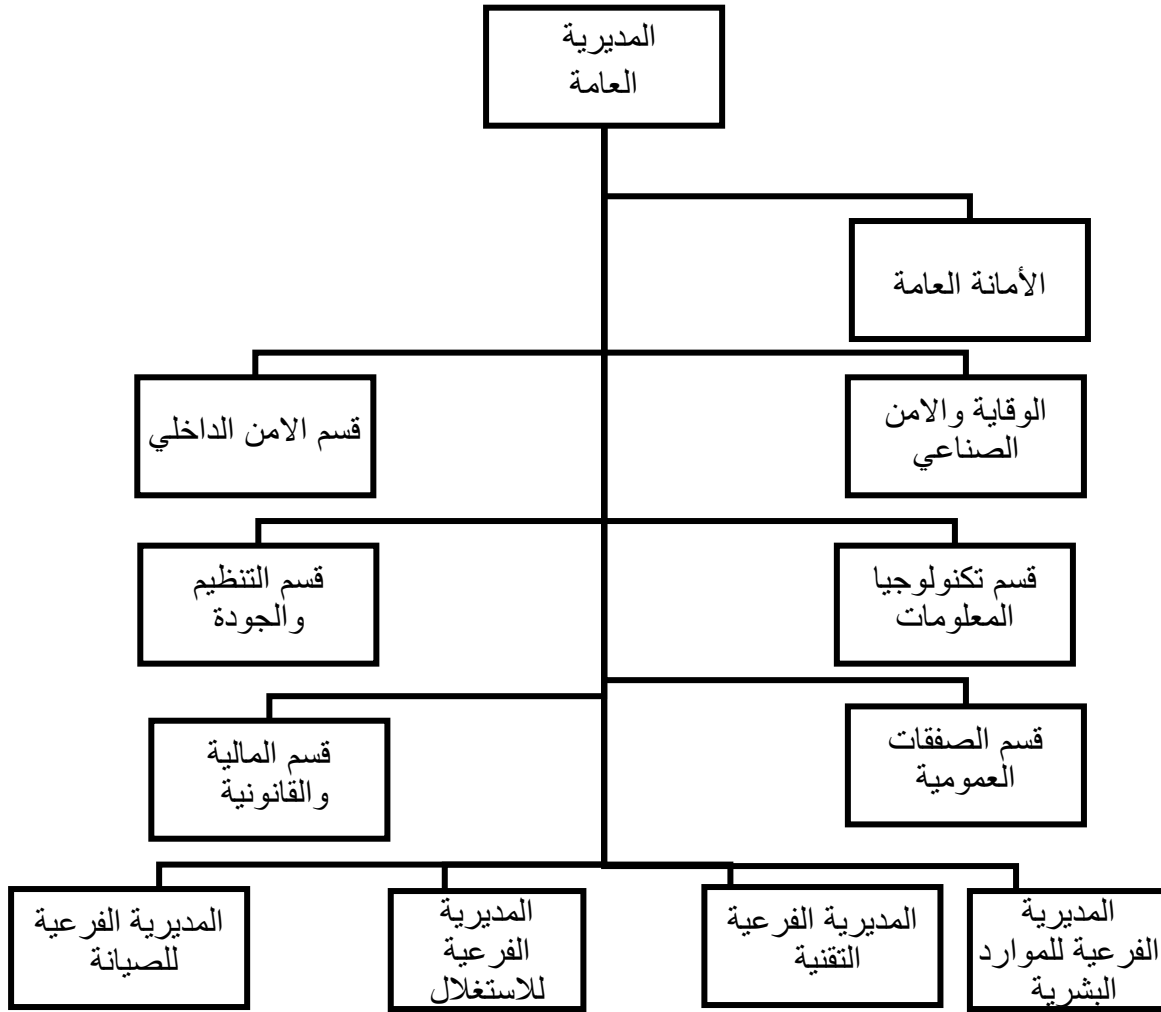 المديرية
العامة
الأمانة العامة
الوقاية والامن
الصناعي
قسم الامن الداخلي
قسم تكنولوجيا
المعلومات
قسم التنظيم
والجودة
قسم الصفقات
العمومية
قسم المالية
والقانونية
المديرية
الفرعية للموارد
البشرية
المديرية الفرعية
التقنية
المديرية
الفرعية
للاستغلال
المديرية الفرعية
للصيانة